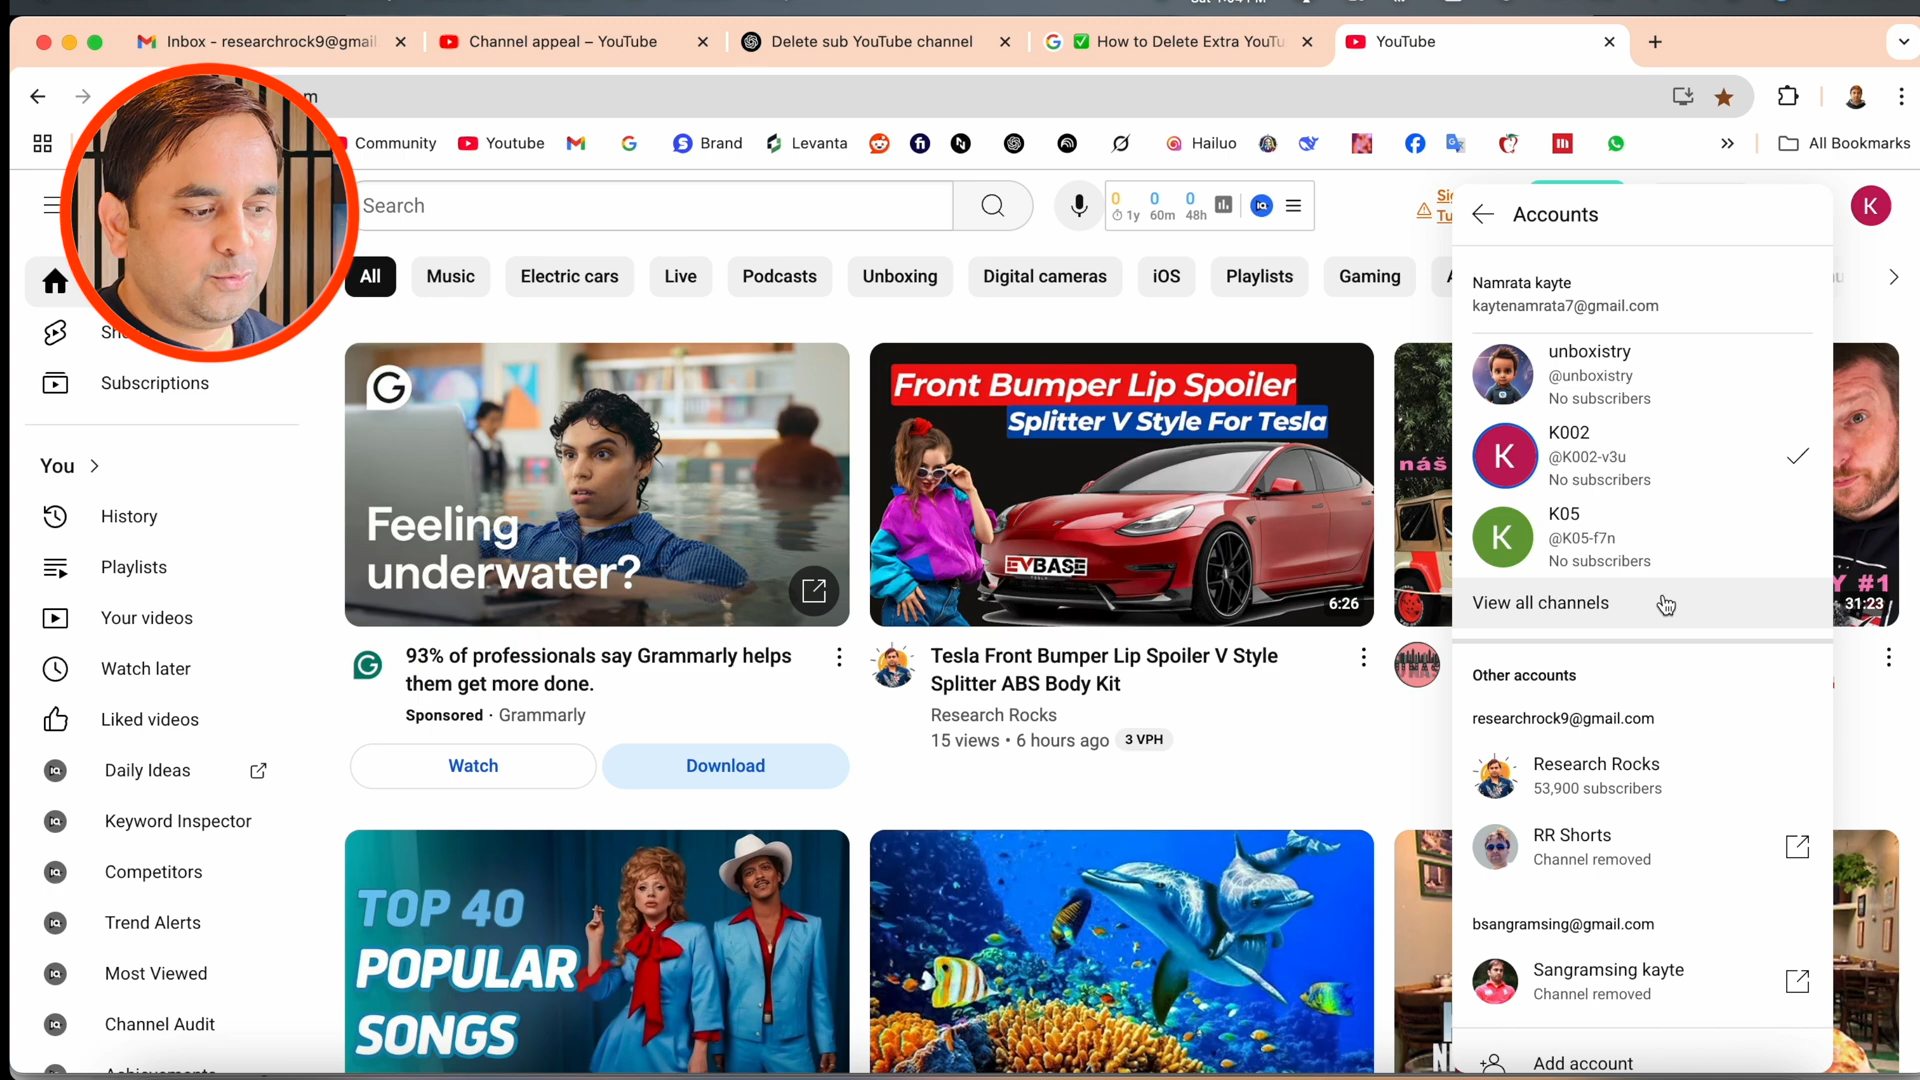 Inbox - researchrock9@gmail
Channel appeal – YouTube
Delete sub YouTube channel
✅ How to Delete Extra YouTu
YouTube
m
Community
Youtube
Brand
Levanta
Hailuo
All Bookmarks
Search
0 0 0
1y 60m 48h
Accounts
K
All
Music
Electric cars
Live
Podcasts
Unboxing
Digital cameras
iOS
Playlists
Gaming
Subscriptions
You
History
Playlists
Your videos
Watch later
Liked videos
Daily Ideas
Keyword Inspector
Competitors
Trend Alerts
Most Viewed
Channel Audit
Feeling
underwater?
93% of professionals say Grammarly helps
them get more done.
Sponsored · Grammarly
Watch
Download
Front Bumper Lip Spoiler
Splitter V Style For Tesla
EVBASE
6:26
Tesla Front Bumper Lip Spoiler V Style
Splitter ABS Body Kit
Research Rocks
15 views • 6 hours ago
3 VPH
náš
#1
31:23
TOP 40
POPULAR
SONGS
Namrata kayte
kaytenamrata7@gmail.com
unboxistry
@unboxistry
No subscribers
K
K002
@K002-v3u
No subscribers
K
K05
@K05-f7n
No subscribers
View all channels
Other accounts
researchrock9@gmail.com
Research Rocks
53,900 subscribers
RR Shorts
Channel removed
bsangramsing@gmail.com
Sangramsing kayte
Channel removed
Add account